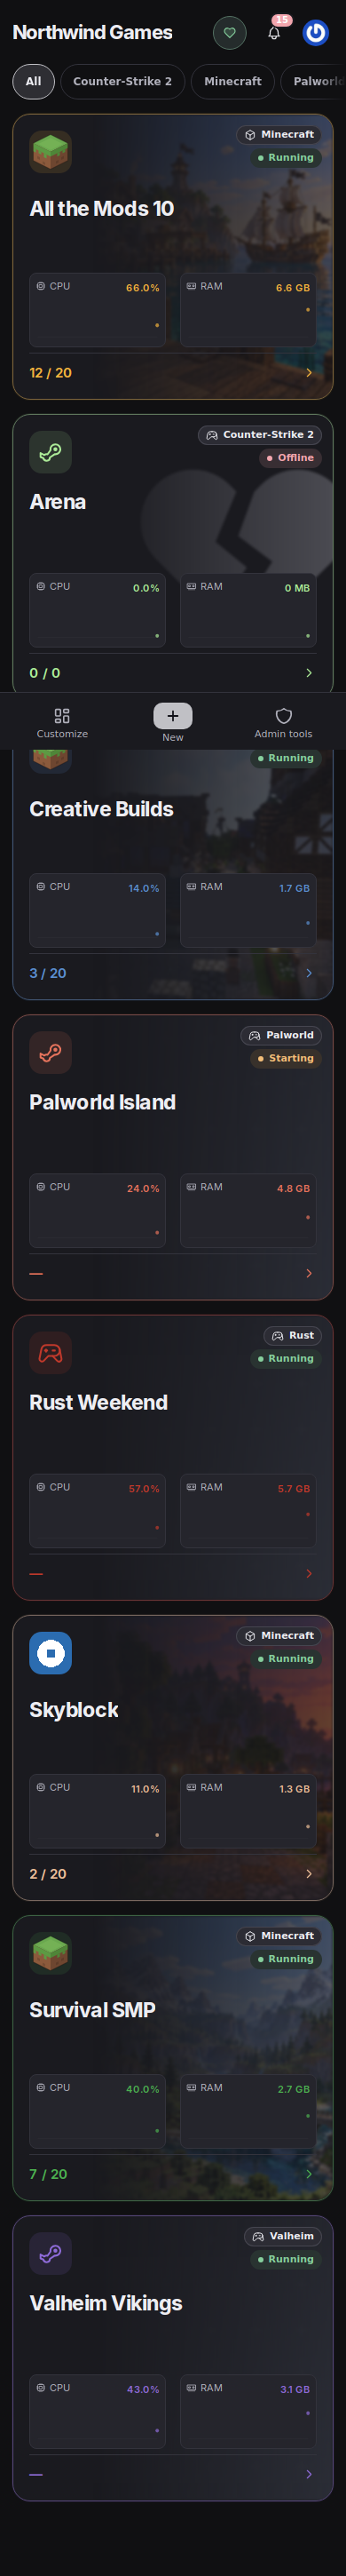 Northwind Games
15
All
Counter-Strike 2
Minecraft
Palworld
Minecraft
Running
All the Mods 10
CPU
66.0%
RAM
6.6 GB
12 / 20
Counter-Strike 2
Offline
Arena
CPU
0.0%
RAM
0 MB
0 / 0
Customize
New
Admin tools
Running
Creative Builds
CPU
14.0%
RAM
1.7 GB
3 / 20
Palworld
Starting
Palworld Island
CPU
24.0%
RAM
4.8 GB
—
Rust
Running
Rust Weekend
CPU
57.0%
RAM
5.7 GB
—
Minecraft
Running
Skyblock
CPU
11.0%
RAM
1.3 GB
2 / 20
Minecraft
Running
Survival SMP
CPU
40.0%
RAM
2.7 GB
7 / 20
Valheim
Running
Valheim Vikings
CPU
43.0%
RAM
3.1 GB
—